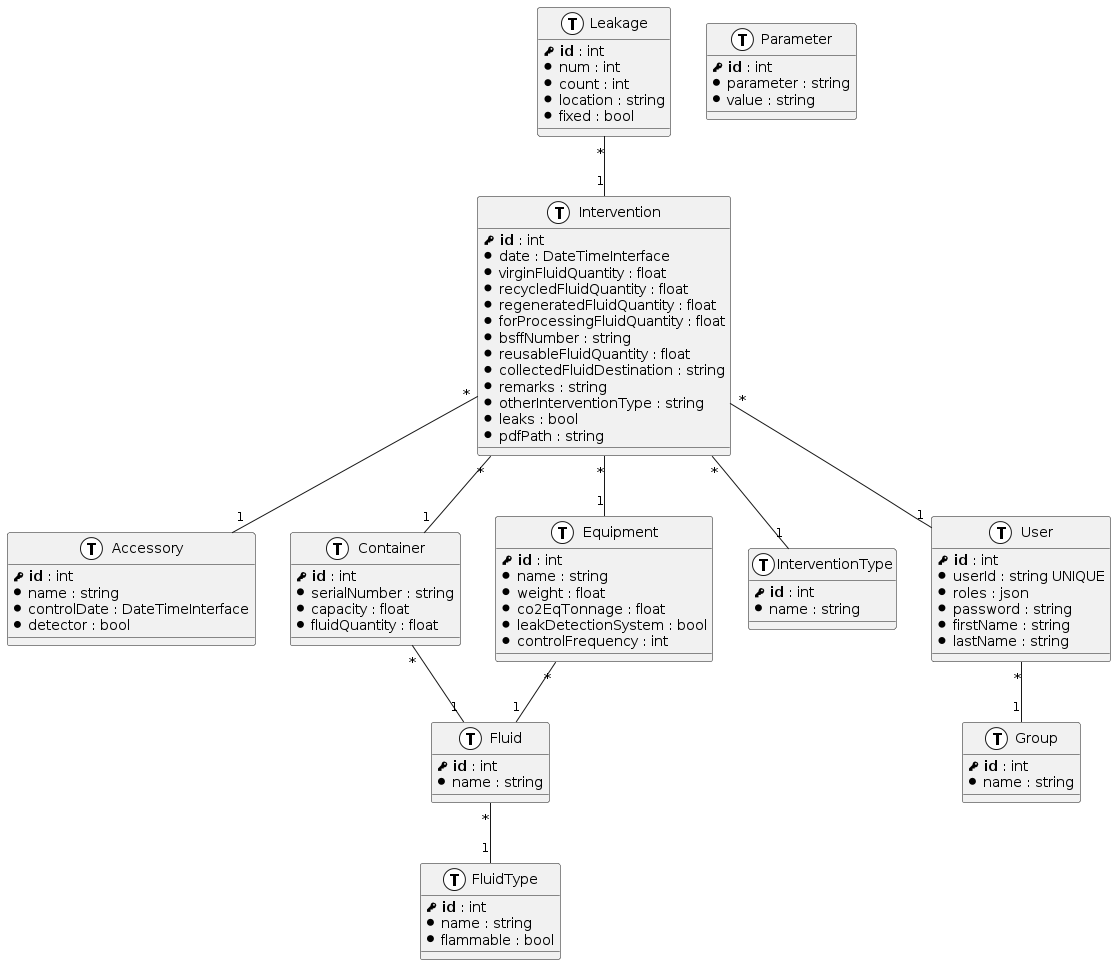 T Leakage
id : int
num : int
count : int
location : string
fixed : bool
T Parameter
id : int
parameter : string
value : string
*
1
T Intervention
id : int
date : DateTimeInterface
virginFluidQuantity : float
recycledFluidQuantity : float
regeneratedFluidQuantity : float
forProcessingFluidQuantity : float
bsffNumber : string
reusableFluidQuantity : float
collectedFluidDestination : string
remarks : string
otherInterventionType : string
leaks : bool
pdfPath : string
*
1
*
1
*
1
*
1
*
1
T Accessory
id : int
name : string
controlDate : DateTimeInterface
detector : bool
T Container
id : int
serialNumber : string
capacity : float
fluidQuantity : float
T Equipment
id : int
name : string
weight : float
co2EqTonnage : float
leakDetectionSystem : bool
controlFrequency : int
T InterventionType
id : int
name : string
T User
id : int
userId : string UNIQUE
roles : json
password : string
firstName : string
lastName : string
*
1
*
1
*
1
T Fluid
id : int
name : string
T Group
id : int
name : string
*
1
T FluidType
id : int
name : string
flammable : bool